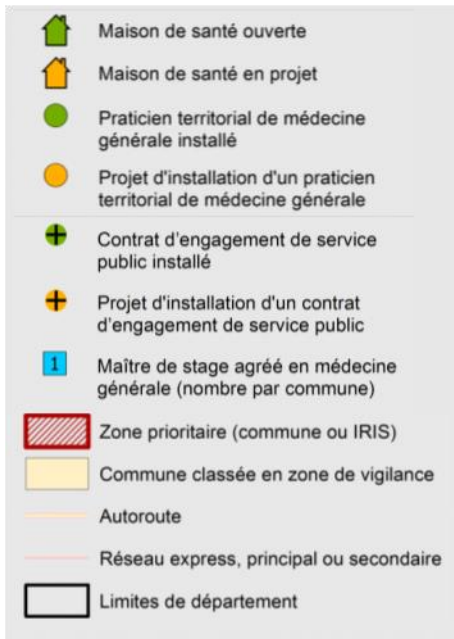 Maison de santé ouverte
Maison de santé en projet
Praticien territorial de médecine
générale installé
Projet d'installation d'un praticien
territorial de médecine générale
Contrat d'engagement de service
public installé
Projet d'installation d'un contrat
d'engagement de service public
1 Maître de stage agréé en médecine
générale (nombre par commune)
Zone prioritaire (commune ou IRIS)
Commune classée en zone de vigilance
Autoroute
Réseau express, principal ou secondaire
Limites de département